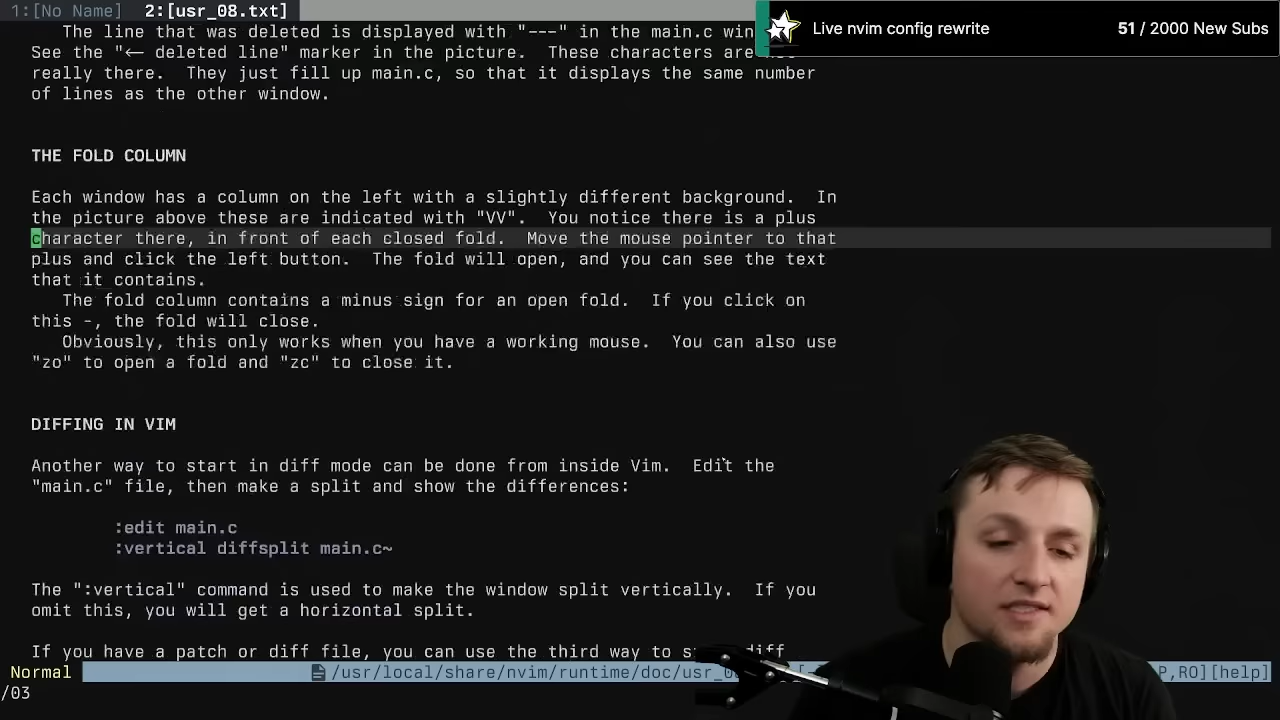 1:[No Name]  2:[usr_08.txt]
Live nvim config rewrite 51 / 2000 New Subs
The line that was deleted is displayed with "---" in the main.c
See the "<-- deleted line" marker in the picture.  These characters are
really there.  They just fill up main.c, so that it displays the same number
of lines as the other window.
THE FOLD COLUMN
Each window has a column on the left with a slightly different background.  In
the picture above these are indicated with "VV".  You notice there is a plus
character there, in front of each closed fold.  Move the mouse pointer to that
plus and click the left button.  The fold will open, and you can see the text
that it contains.
The fold column contains a minus sign for an open fold.  If you click on
this -, the fold will close.
Obviously, this only works when you have a working mouse.  You can also use
"zo" to open a fold and "zc" to close it.
DIFFING IN VIM
Another way to start in diff mode can be done from inside Vim.  Edit the
"main.c" file, then make a split and show the differences:
:edit main.c
:vertical diffsplit main.c~
The ":vertical" command is used to make the window split vertically.  If you
omit this, you will get a horizontal split.
If you have a patch or diff file, you can use the third way to diff
Normal /usr/local/share/nvim/runtime/doc/usr_0 P,RO][help]
/03